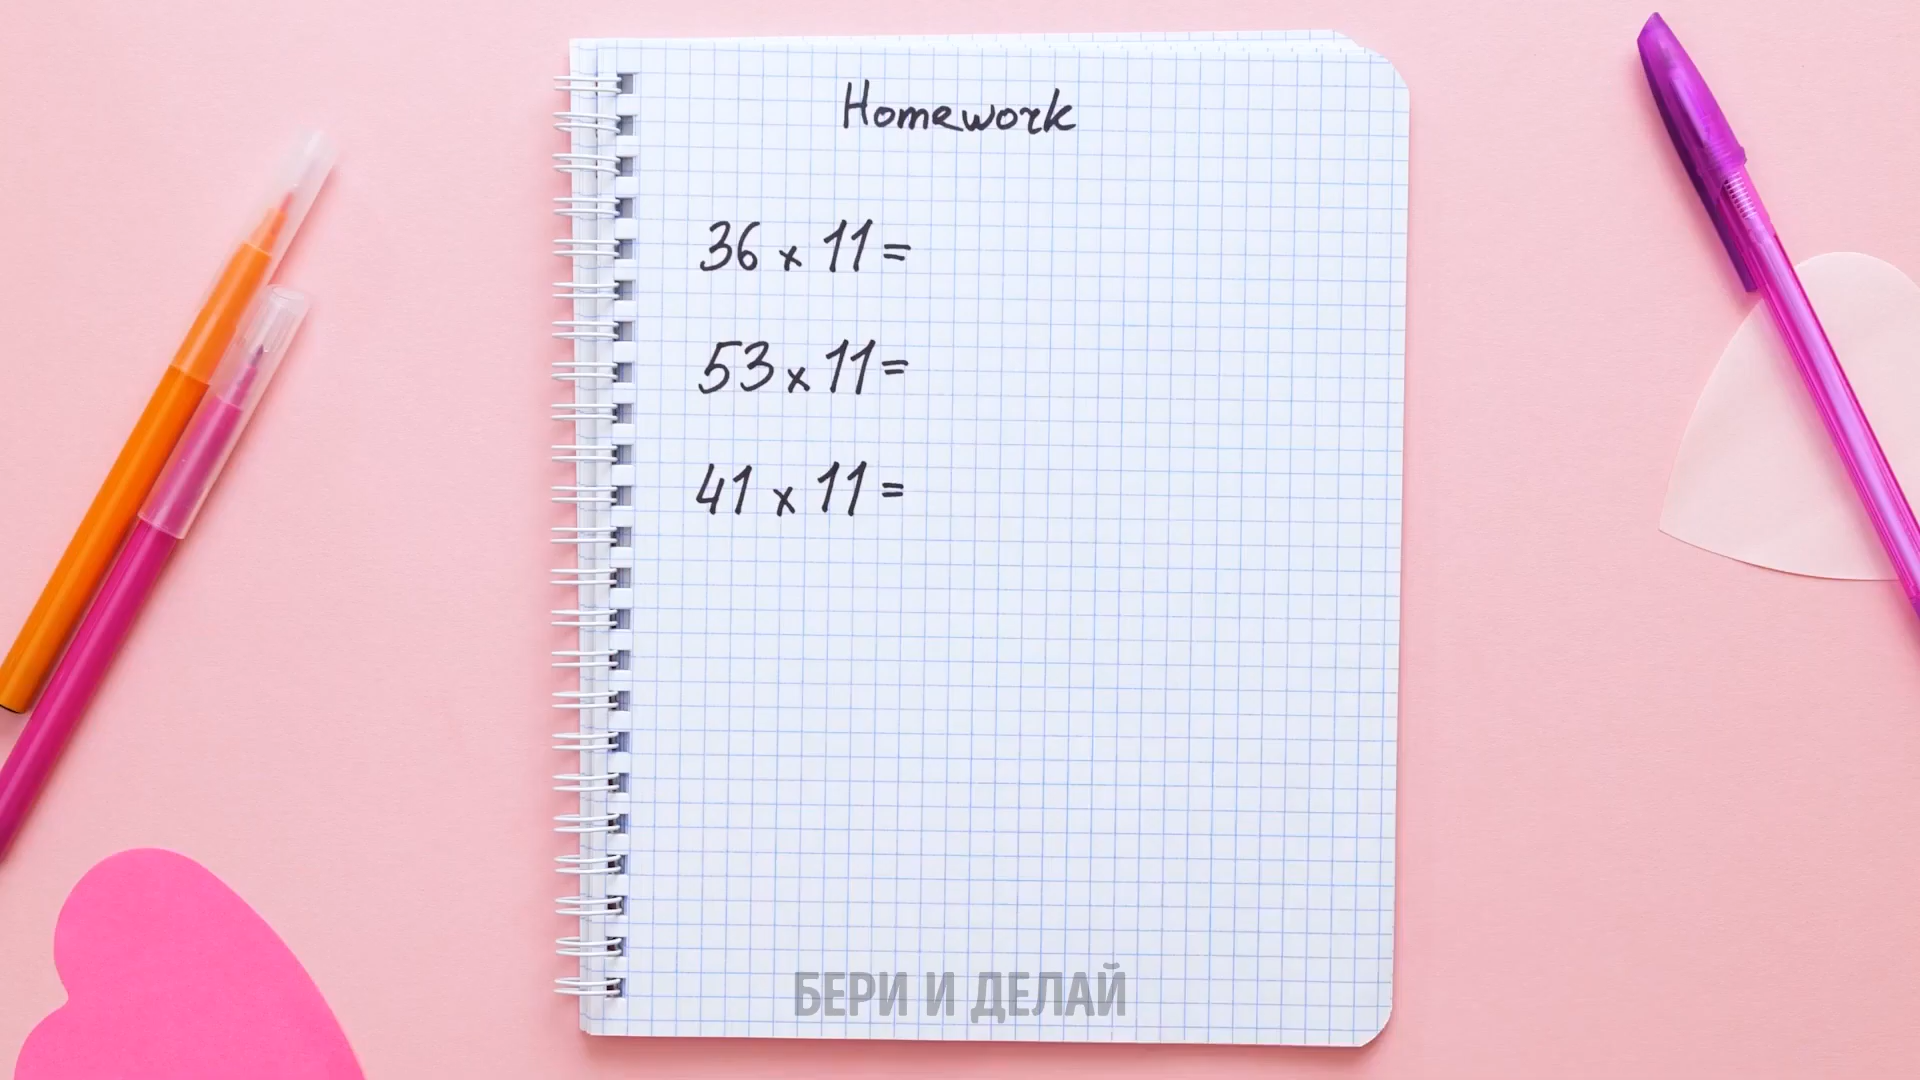 Homework
36 x 11 =
53 x 11 =
41 x 11 =
БЕРИ И ДЕЛАЙ